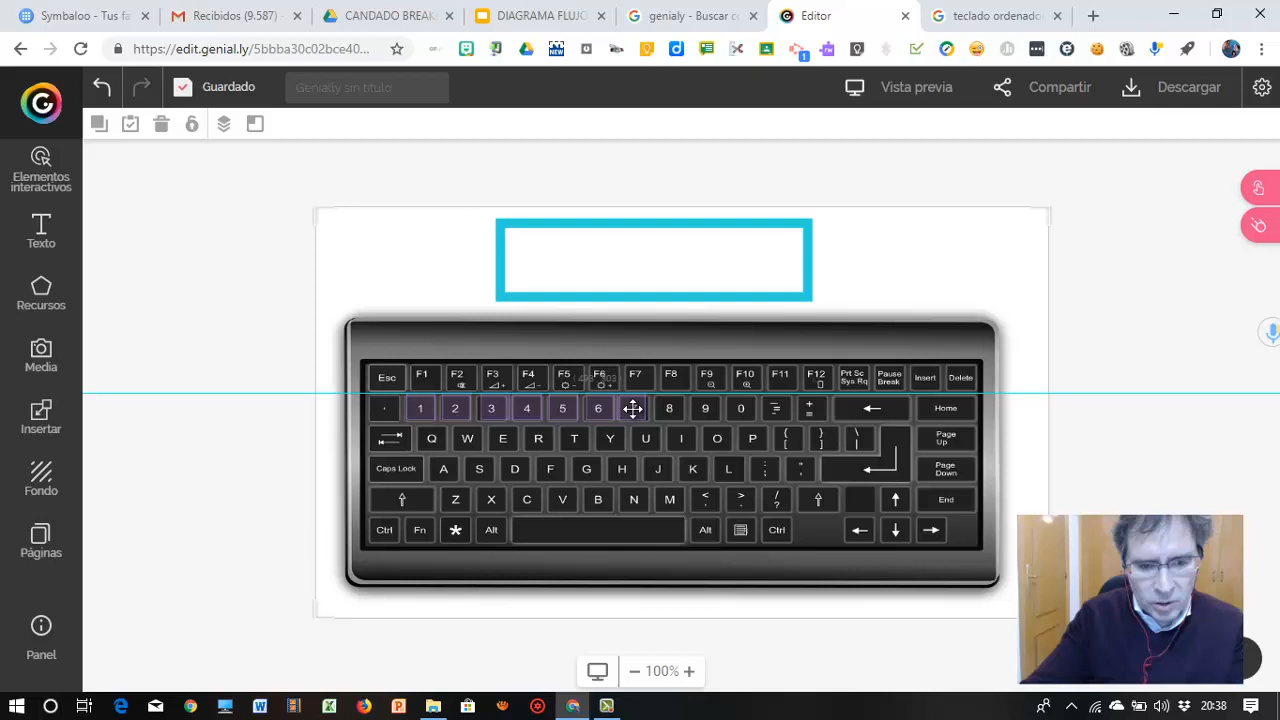 Symbaloo - Tus fa
Recibidos (9.587) -
CANDADO BREAK
DIAGRAMA FLUJO
genialy - Buscar co
Editor
teclado ordenador
https://edit.genial.ly/5bbba30c02bce40...
1
Guardado
Genially sin título
Vista previa
Compartir
Descargar
Elementos
interactivos
Texto
Recursos
Media
Insertar
Fondo
Páginas
Panel
Esc F1 F2 F3 F4 F5 F6 F7 F8 F9 F10 F11 F12 Prt Sc Sys Rq Pause Break Insert Delete
1 2 3 4 5 6 8 9 0 + = Home
Q W E R T Y U I O P { [ } ] \ | Page Up
Caps Lock A S D F G H J K L : ; " , Page Down
Z X C V B N M < , > . / ? End
Ctrl Fn * Alt Alt Ctrl
100%
20:38